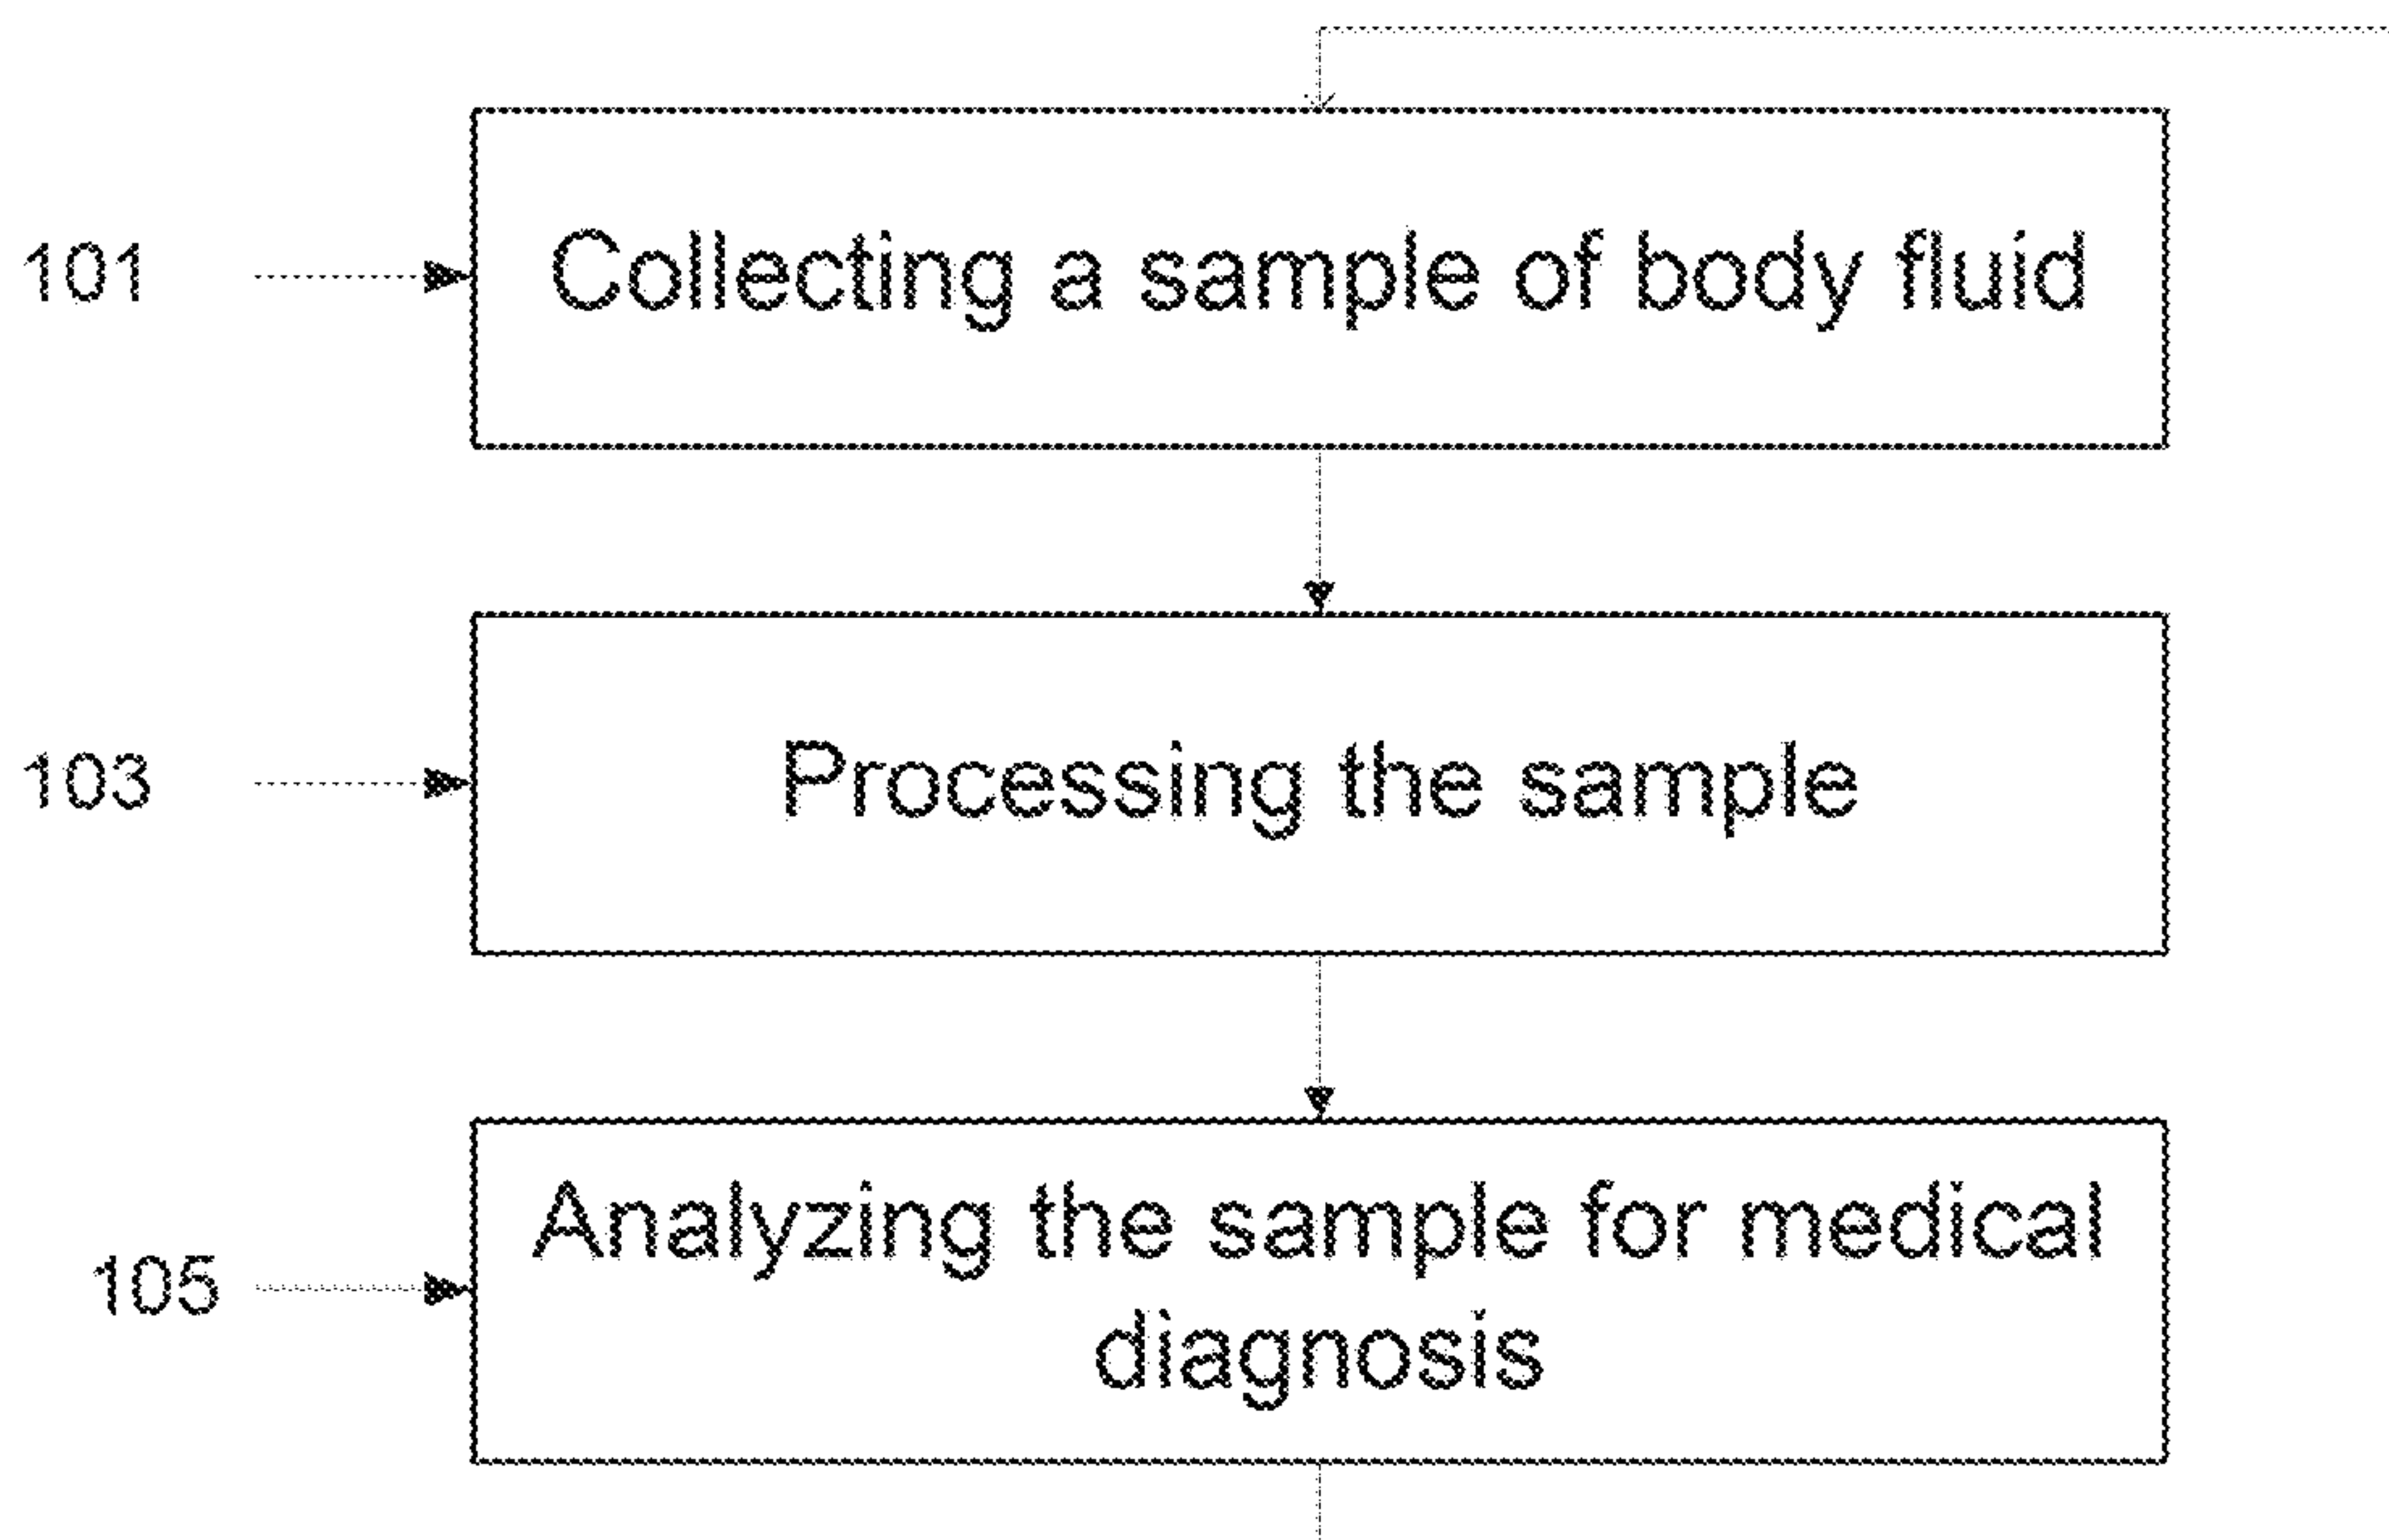 101
Collecting a sample of body fluid
103
Processing the sample
105
Analyzing the sample for medical
diagnosis